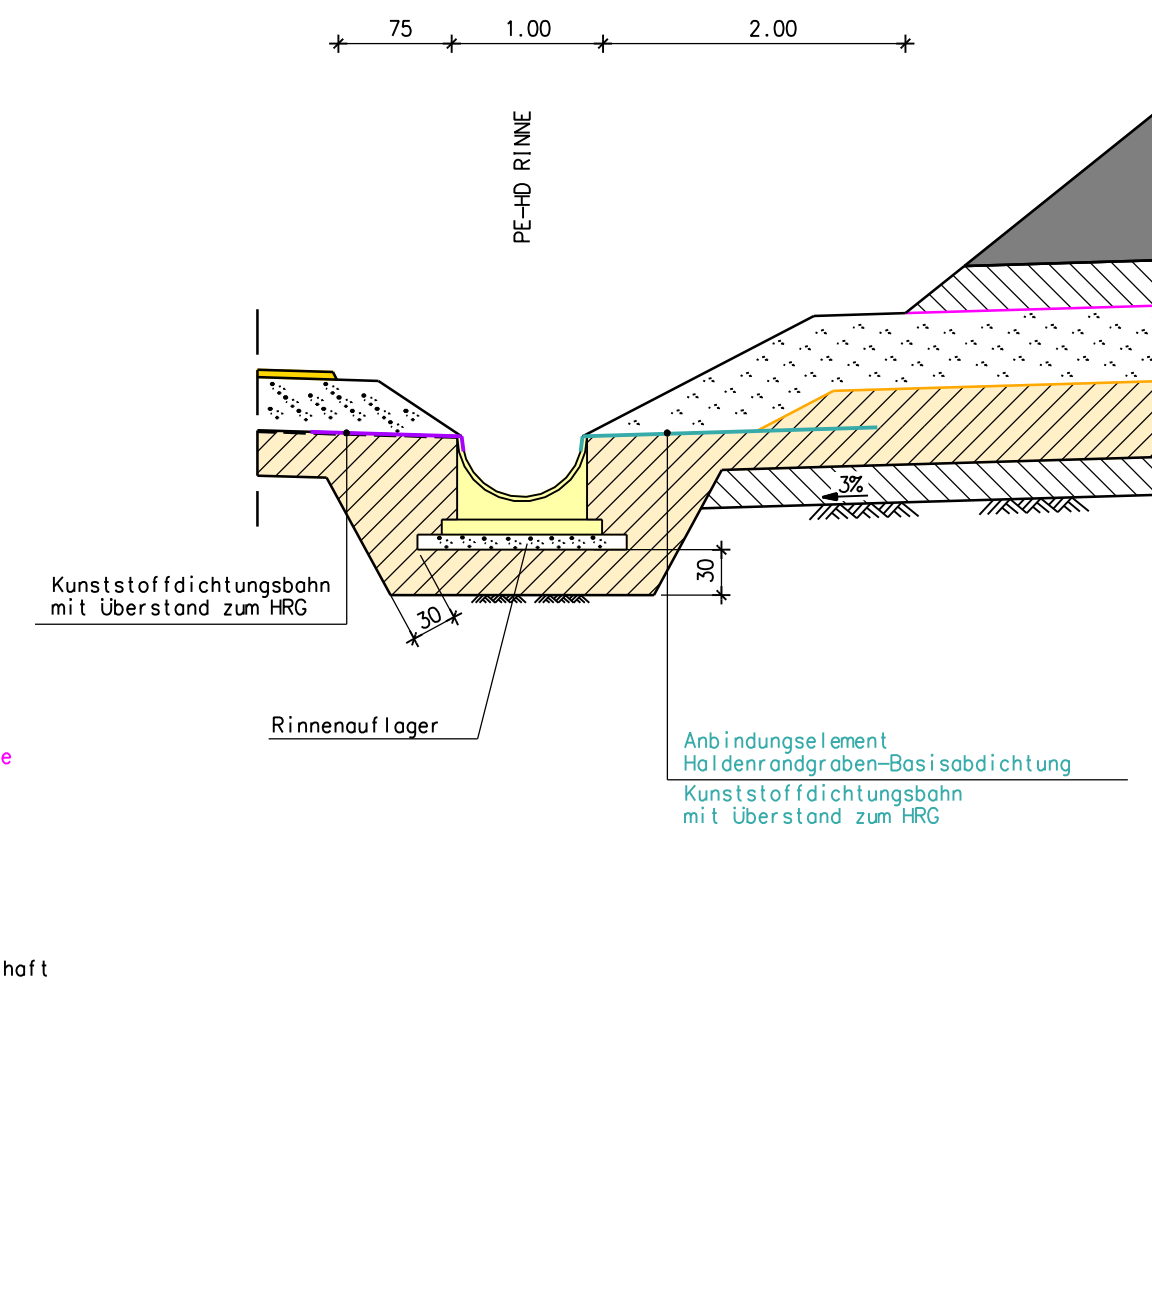 75 1.00 2.00
PE-HD RINNE
3%
30
30
Kunststoffdichtungsbahn
mit Überstand zum HRG
Rinnenauflager
Anbindungselement
Haldenrandgraben-Basisabdichtung
Kunststoffdichtungsbahn
mit Überstand zum HRG
e
haft